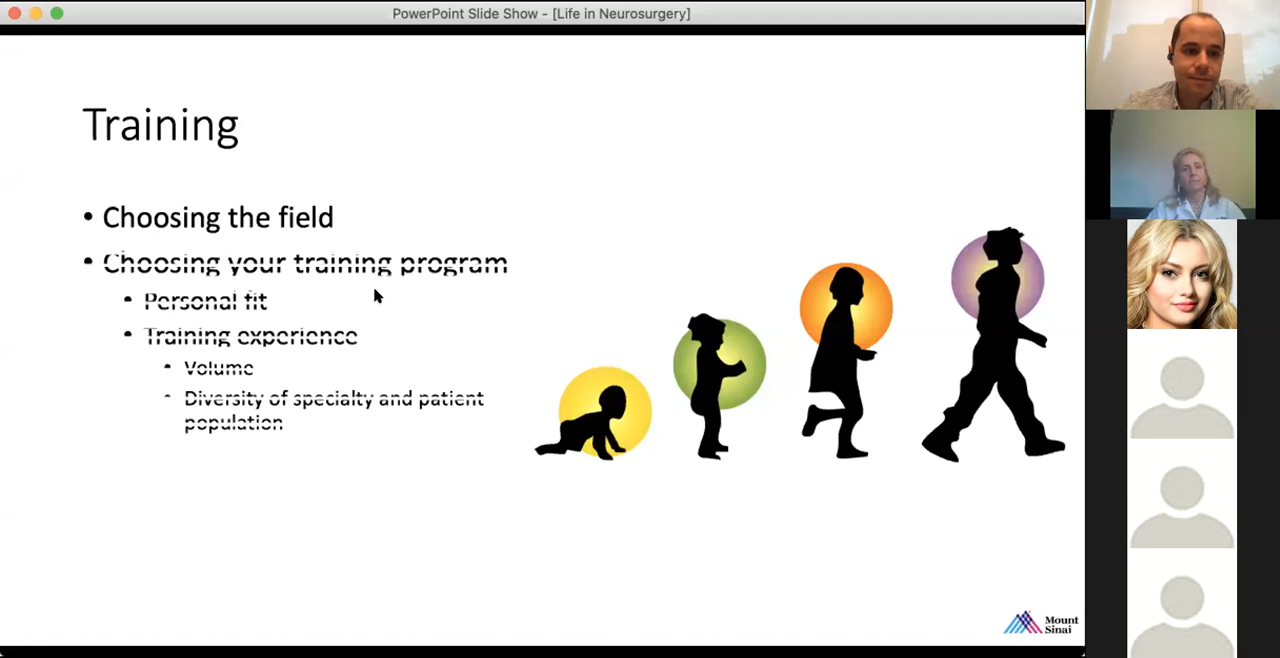 PowerPoint Slide Show - [Life in Neurosurgery]
Training
• Choosing the field
• Choosing your training program
• Personal fit
• Training experience
• Volume
• Diversity of specialty and patient
population
Mount
Sinai